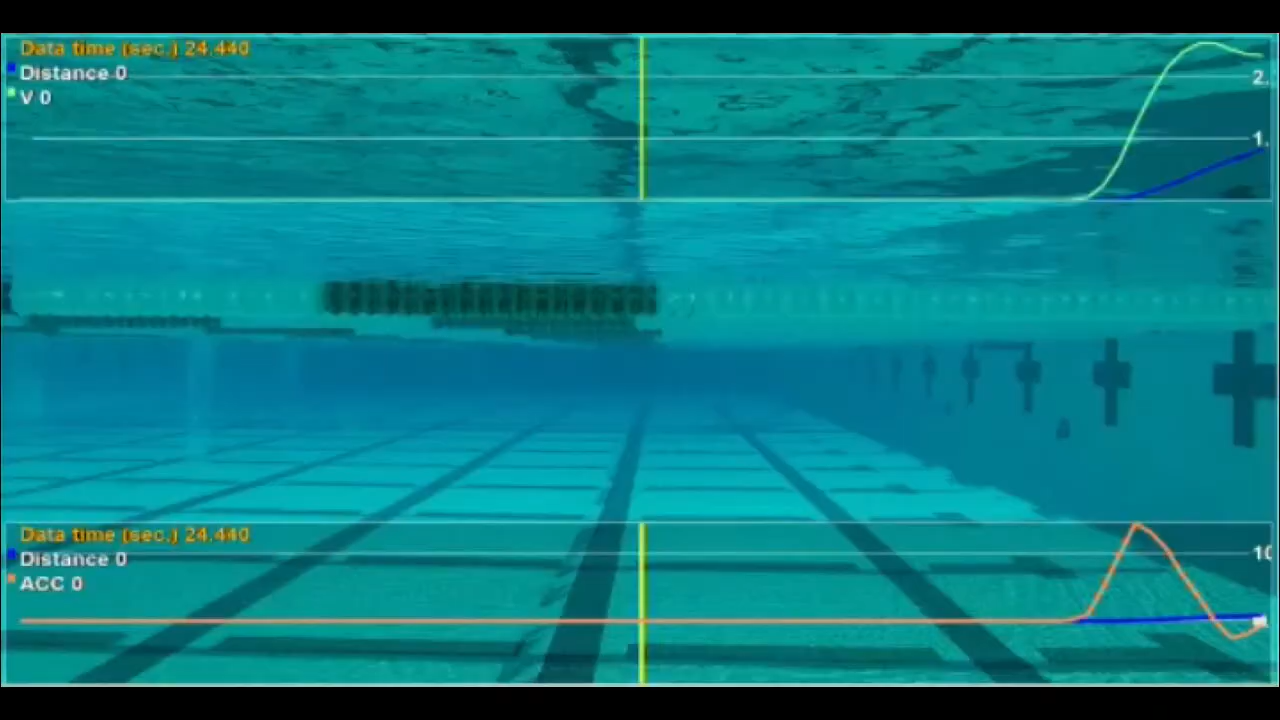 Data time (sec.) 24.440
Distance 0
V 0
2.
1.
Data time (sec.) 24.440
Distance 0
ACC 0
10